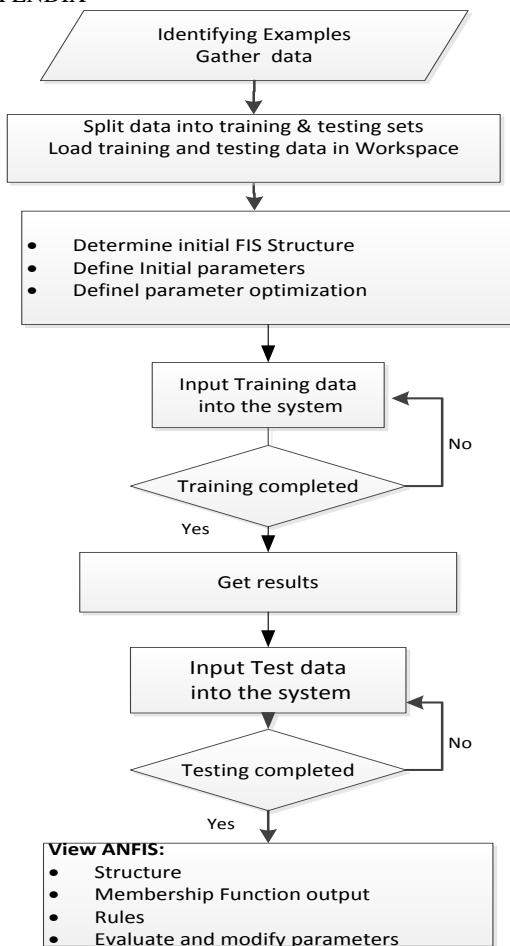 Identifying Examples
Gather data
Split data into training & testing sets
Load training and testing data in Workspace
• Determine initial FIS Structure
• Define Initial parameters
• Definel parameter optimization
Input Training data
into the system
No
Training completed
Yes
Get results
Input Test data
into the system
No
Testing completed
Yes
View ANFIS:
• Structure
• Membership Function output
• Rules
• Evaluate and modify parameters